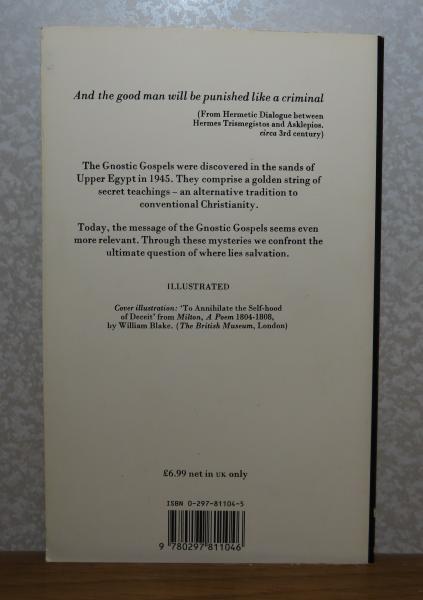 And the good man will be punished like a criminal
(From Hermetic Dialogue between
Hermes Trismegistos and Asklepios,
circa 3rd century)
The Gnostic Gospels were discovered in the sands of
Upper Egypt in 1945. They comprise a golden string of
secret teachings – an alternative tradition to
conventional Christianity.
Today, the message of the Gnostic Gospels seems even
more relevant. Through these mysteries we confront the
ultimate question of where lies salvation.
ILLUSTRATED
Cover illustration: 'To Annihilate the Self-hood
of Deceit' from Milton, A Poem 1804-1808,
by William Blake. (The British Museum, London)
£6.99 net in UK only
ISBN 0-297-81104-5
9 780297 811046